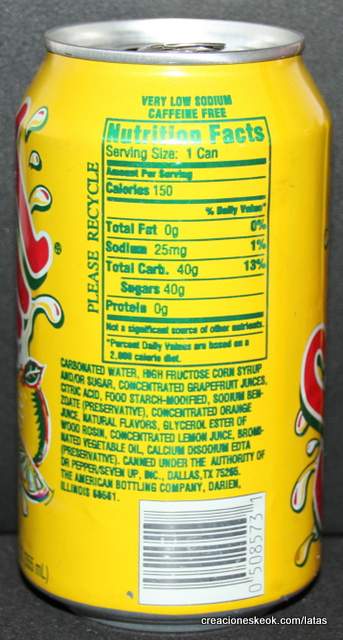 VERY LOW SODIUM
CAFFEINE FREE
PLEASE RECYCLE
Nutrition Facts
Serving Size: 1 Can
Amount Per Serving
Calories 150
% Daily Value*
Total Fat 0g 0%
Sodium 25mg 1%
Total Carb. 40g 13%
Sugars 40g
Protein 0g
Not a significant source of other nutrients.
*Percent Daily Values are based on a
2,000 calorie diet.
CARBONATED WATER, HIGH FRUCTOSE CORN SYRUP
AND/OR SUGAR, CONCENTRATED GRAPEFRUIT JUICES,
CITRIC ACID, FOOD STARCH-MODIFIED, SODIUM BEN-
ZOATE (PRESERVATIVE), CONCENTRATED ORANGE
JUICE, NATURAL FLAVORS, GLYCEROL ESTER OF
WOOD ROSIN, CONCENTRATED LEMON JUICE, BROMI-
NATED VEGETABLE OIL, CALCIUM DISODIUM EDTA
(PRESERVATIVE). CANNED UNDER THE AUTHORITY OF
DR PEPPER/SEVEN UP, INC., DALLAS, TX 75265.
THE AMERICAN BOTTLING COMPANY, DARIEN,
ILLINOIS 60561.
0 508573 1
mL)
www.creacioneskeok.com/latas